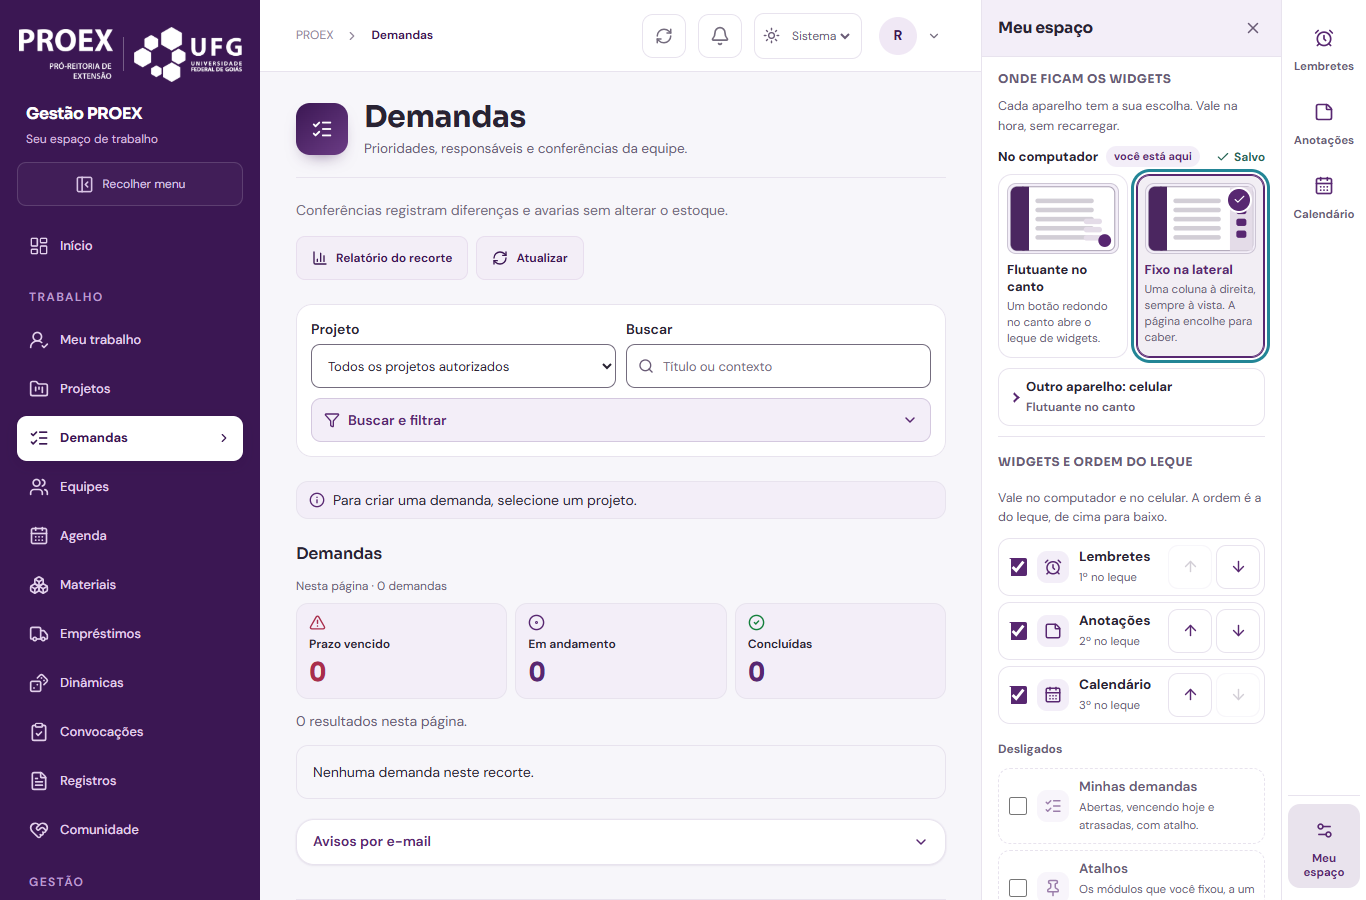 PROEX
PRÓ-REITORIA DE
EXTENSÃO
UFG
UNIVERSIDADE
FEDERAL DE GOIÁS
Gestão PROEX
Seu espaço de trabalho
Recolher menu
Início
TRABALHO
Meu trabalho
Projetos
Demandas
Equipes
Agenda
Materiais
Empréstimos
Dinâmicas
Convocações
Registros
Comunidade
GESTÃO
PROEX
Demandas
Sistema
R
Demandas
Prioridades, responsáveis e conferências da equipe.
Conferências registram diferenças e avarias sem alterar o estoque.
Relatório do recorte
Atualizar
Projeto
Buscar
Todos os projetos autorizados
Título ou contexto
Buscar e filtrar
Para criar uma demanda, selecione um projeto.
Demandas
Nesta página · 0 demandas
Prazo vencido
0
Em andamento
0
Concluídas
0
0 resultados nesta página.
Nenhuma demanda neste recorte.
Avisos por e-mail
Meu espaço
ONDE FICAM OS WIDGETS
Cada aparelho tem a sua escolha. Vale na
hora, sem recarregar.
No computador
você está aqui
Salvo
Flutuante no
canto
Um botão redondo
no canto abre o
leque de widgets.
Fixo na lateral
Uma coluna à direita,
sempre à vista. A
página encolhe para
caber.
Outro aparelho: celular
Flutuante no canto
WIDGETS E ORDEM DO LEQUE
Vale no computador e no celular. A ordem é a
do leque, de cima para baixo.
Lembretes
1º no leque
Anotações
2º no leque
Calendário
3º no leque
Desligados
Minhas demandas
Abertas, vencendo hoje e
atrasadas, com atalho.
Atalhos
Os módulos que você fixou, a um
Lembretes
Anotações
Calendário
Meu
espaço